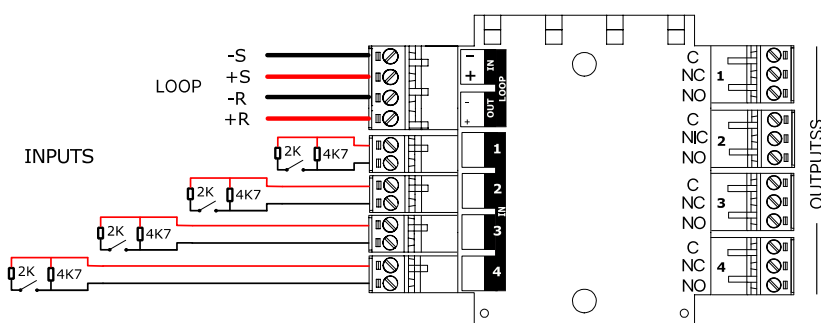 LOOP
-S
+S
-R
+R
- + IN
- + OUT
LOOP
INPUTS
2K 4K7 1
2K 4K7 2
2K 4K7 3
2K 4K7 4
IN
C
NC 1
NO
C
NIC 2
NO
C
NC 3
NO
C
NC 4
NO
OUTPUTSS